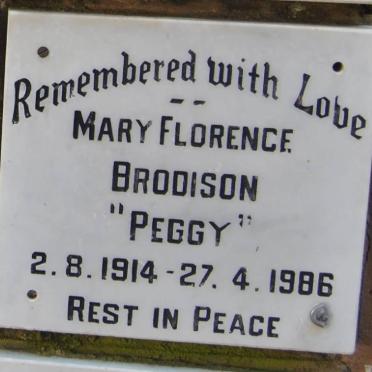 Remembered with Love
--
MARY FLORENCE
BRODISON
"PEGGY"
2.8.1914-27.4.1986
REST IN PEACE